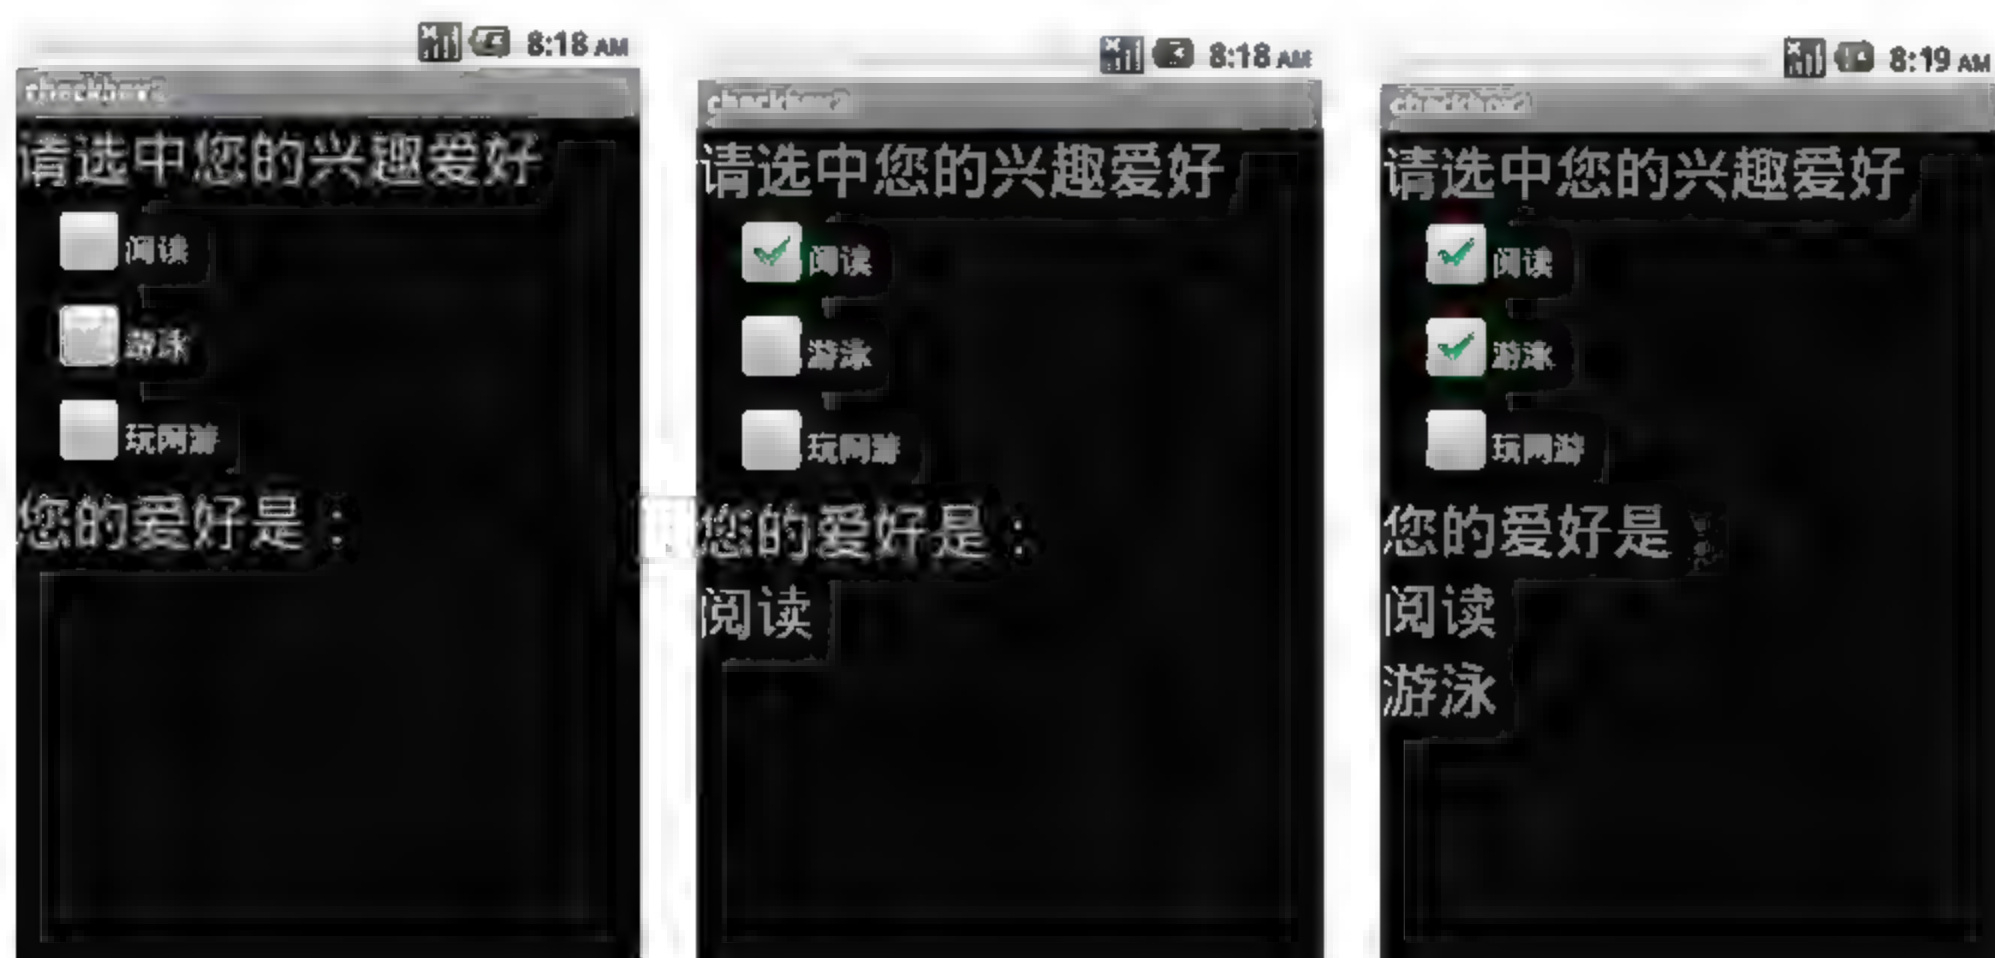 8:18 AM
checkbox2
请选中您的兴趣爱好
阅读
游泳
玩网游
您的爱好是：
8:18 AM
checkbox2
请选中您的兴趣爱好
阅读
游泳
玩网游
您的爱好是：
阅读
8:19 AM
checkbox2
请选中您的兴趣爱好
阅读
游泳
玩网游
您的爱好是
阅读
游泳